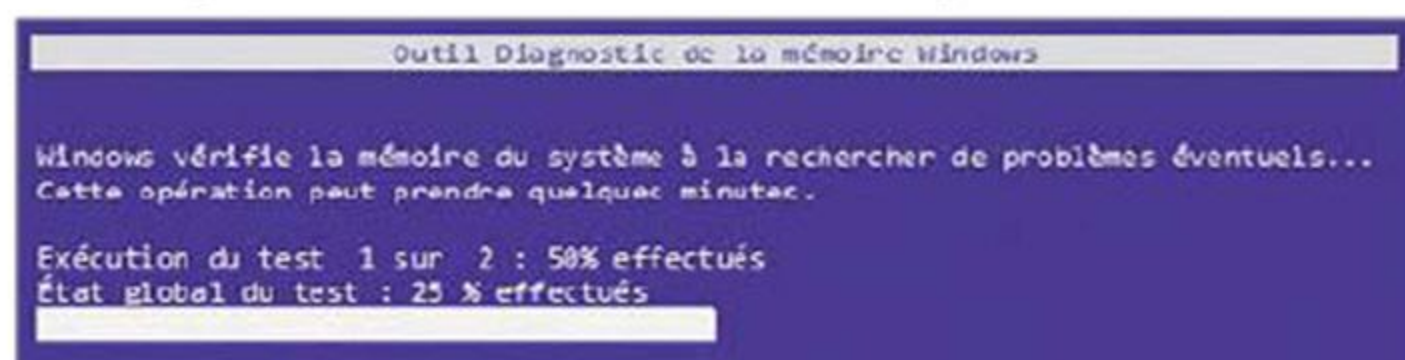 Outil Diagnostic de la mémoire Windows
Windows vérifie la mémoire du système à la rechercher de problèmes éventuels...
Cette opération peut prendre quelques minutes.
Exécution du test 1 sur 2 : 50% effectués
État global du test : 25 % effectués